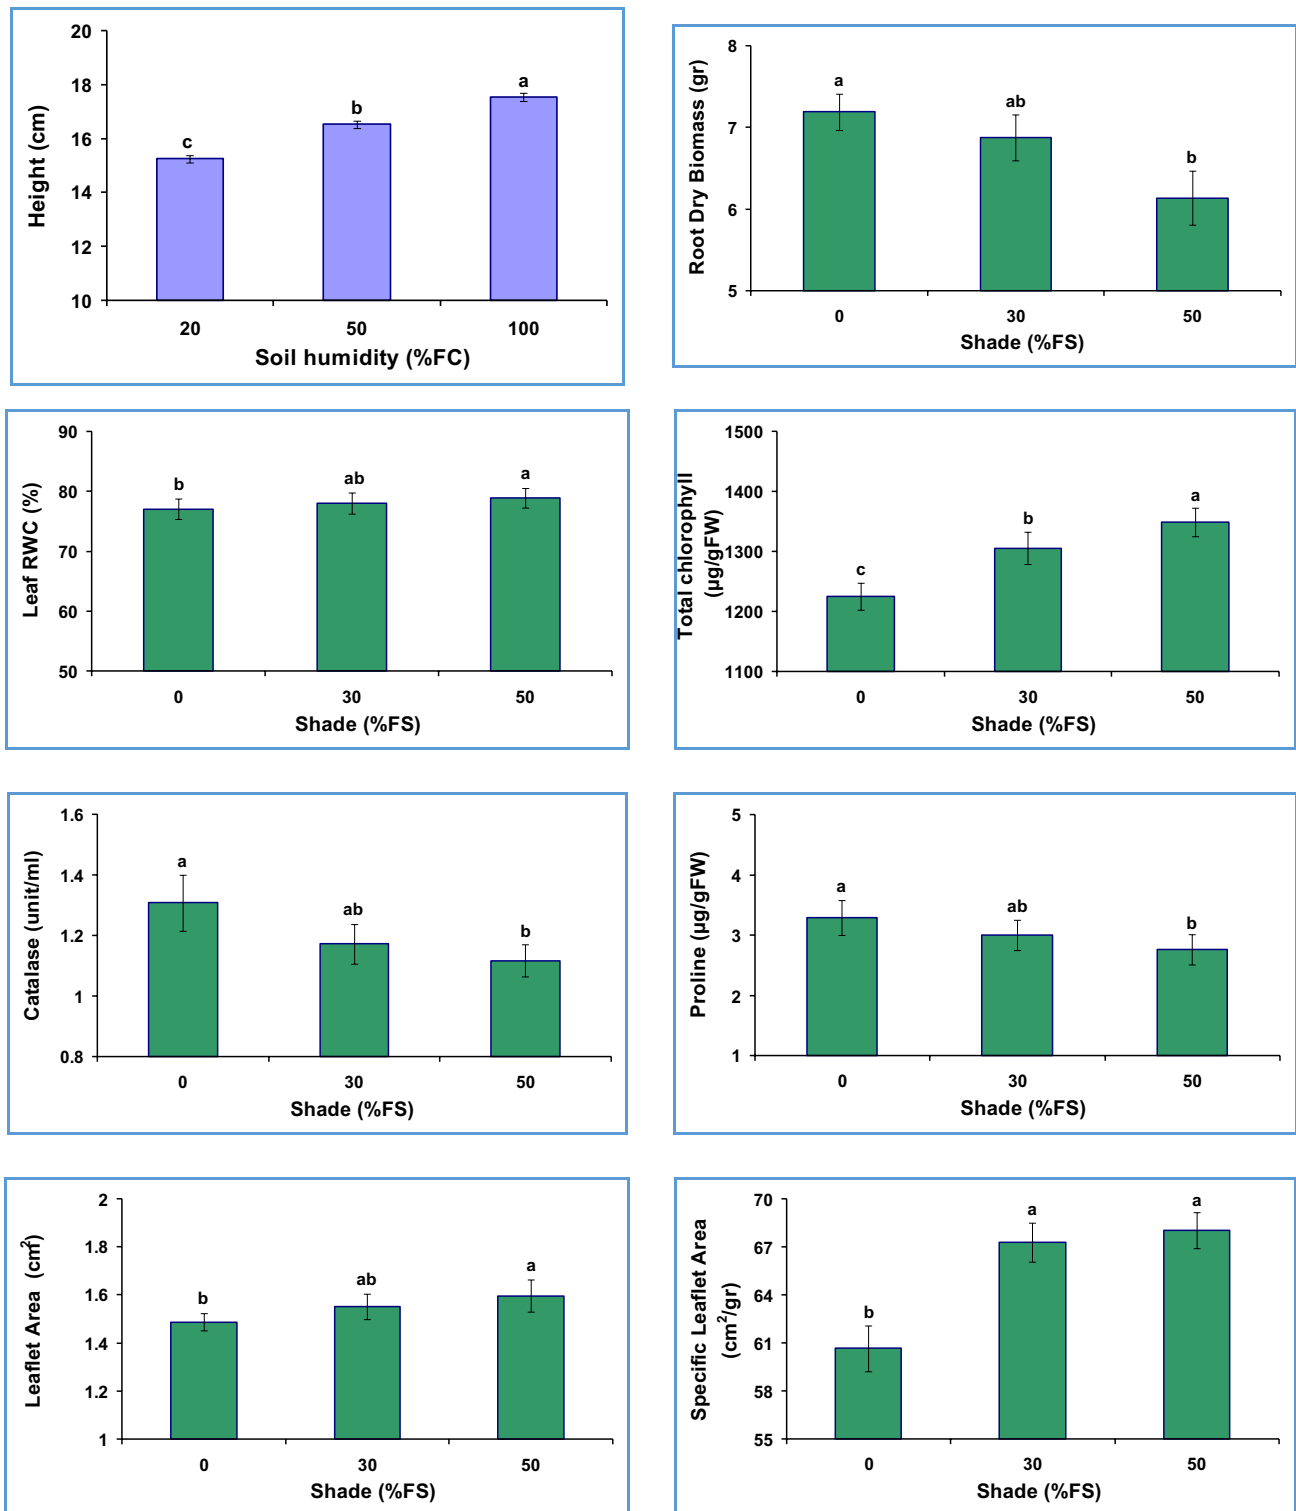 20
18
16
14
12
10
Height (cm)
c
b
a
20 50 100
Soil humidity (%FC)
8
7
6
5
Root Dry Biomass (gr)
a
ab
b
0 30 50
Shade (%FS)
90
80
70
60
50
Leaf RWC (%)
b
ab
a
0 30 50
Shade (%FS)
1500
1400
1300
1200
1100
Total chlorophyll
(µg/gFW)
c
b
a
0 30 50
Shade (%FS)
1.6
1.4
1.2
1
0.8
Catalase (unit/ml)
a
ab
b
0 30 50
Shade (%FS)
5
4
3
2
1
Proline (µg/gFW)
a
ab
b
0 30 50
Shade (%FS)
2
1.8
1.6
1.4
1.2
1
Leaflet Area (cm²)
b
ab
a
0 30 50
Shade (%FS)
70
67
64
61
58
55
Specific Leaflet Area
(cm²/gr)
b
a
a
0 30 50
Shade (%FS)